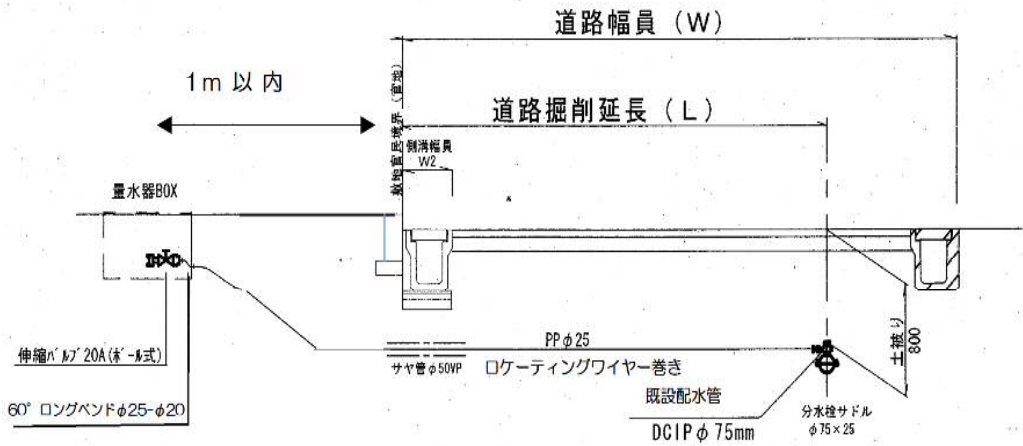 道路幅員 (W)
1m 以内
道路掘削延長 (L)
敷地官民境界 (官地)
側溝幅員
W2
量水器BOX
伸縮バルブ20A(ボール式)
60° ロングベンドφ25-φ20
PPφ25
サヤ管φ50VP
ロケーティングワイヤー巻き
既設配水管
DCIPφ75mm
分水栓サドル
φ75×25
土被り
800